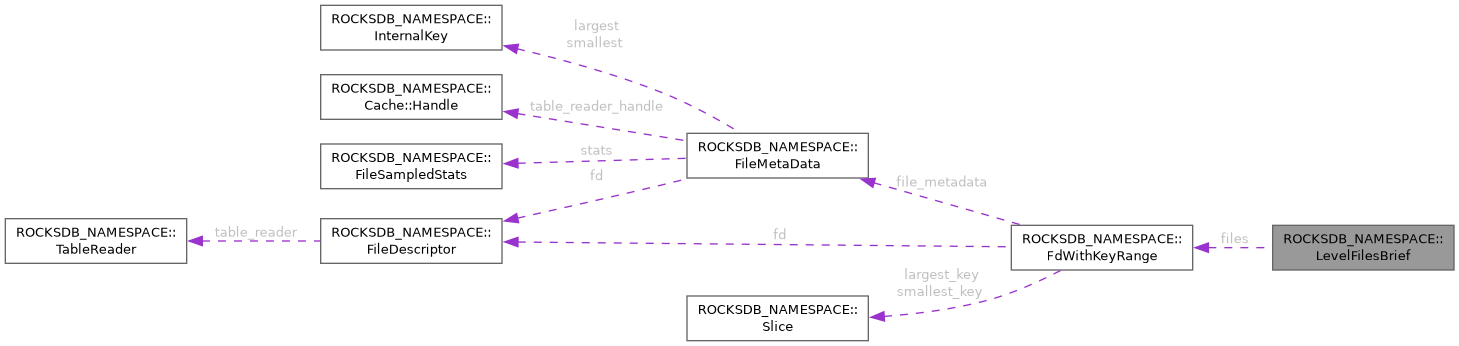 ROCKSDB_NAMESPACE::
InternalKey
largest
smallest
ROCKSDB_NAMESPACE::
Cache::Handle
table_reader_handle
ROCKSDB_NAMESPACE::
FileMetaData
ROCKSDB_NAMESPACE::
FileSampledStats
stats
fd
file_metadata
ROCKSDB_NAMESPACE::
TableReader
table_reader
ROCKSDB_NAMESPACE::
FileDescriptor
fd
ROCKSDB_NAMESPACE::
FdWithKeyRange
files
ROCKSDB_NAMESPACE::
LevelFilesBrief
largest_key
smallest_key
ROCKSDB_NAMESPACE::
Slice